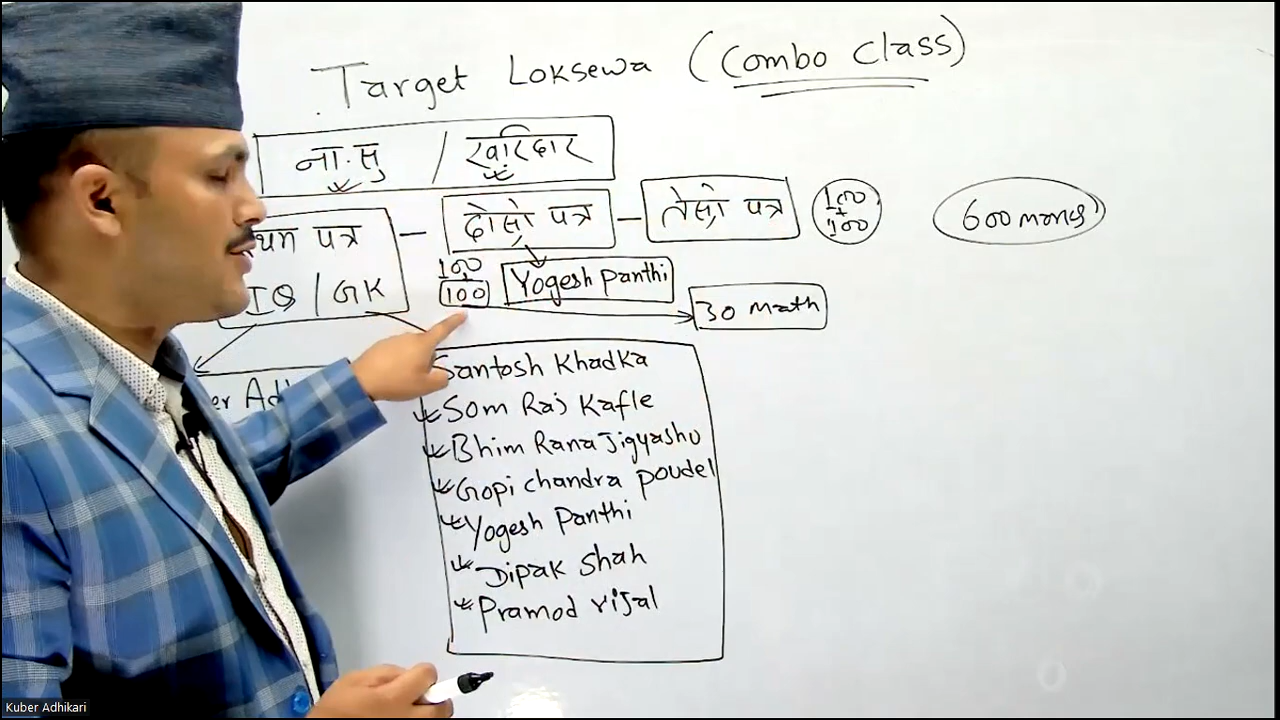 Target Loksewa (Combo Class)
ना.सु / खरिदार
पत्र - दोस्रो पत्र - तेस्रो पत्र 100 + 100 600 marks
IQ / GK 100 100 Yogesh Panthi
30 Math
Santosh Khadka
Som Raj Kafle
Bhim Rana Jigyashu
Gopi chandra poudel
Yogesh Panthi
Dipak Shah
Pramod rijal
Kuber Adhikari